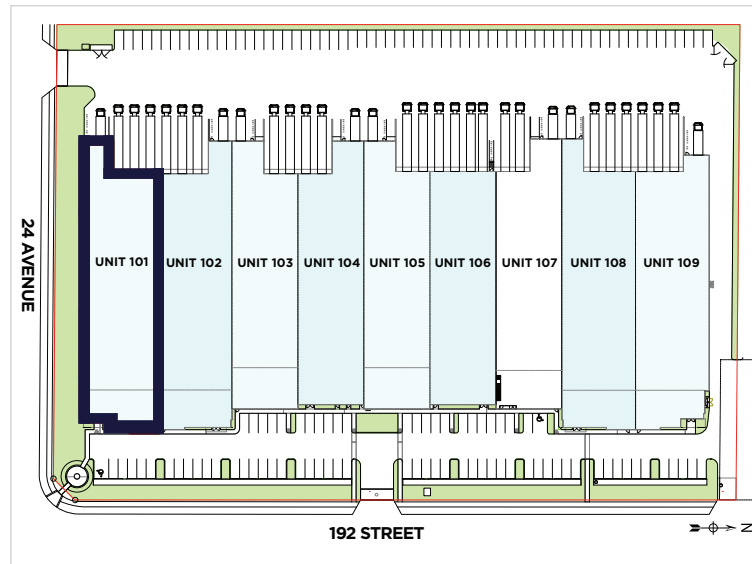 24 AVENUE
UNIT 101
UNIT 102
UNIT 103
UNIT 104
UNIT 105
UNIT 106
UNIT 107
UNIT 108
UNIT 109
192 STREET
N